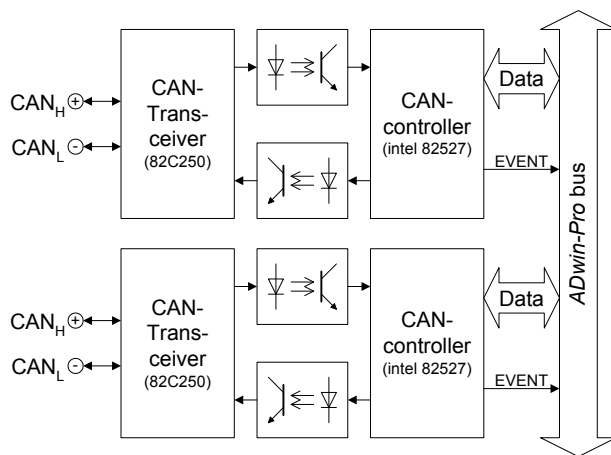 CAN-
Trans-
ceiver
(82C250)
CAN-
controller
(intel 82527)
CANH +
CANL -
Data
EVENT
ADwin-Pro bus
CAN-
Trans-
ceiver
(82C250)
CAN-
controller
(intel 82527)
CANH +
CANL -
Data
EVENT